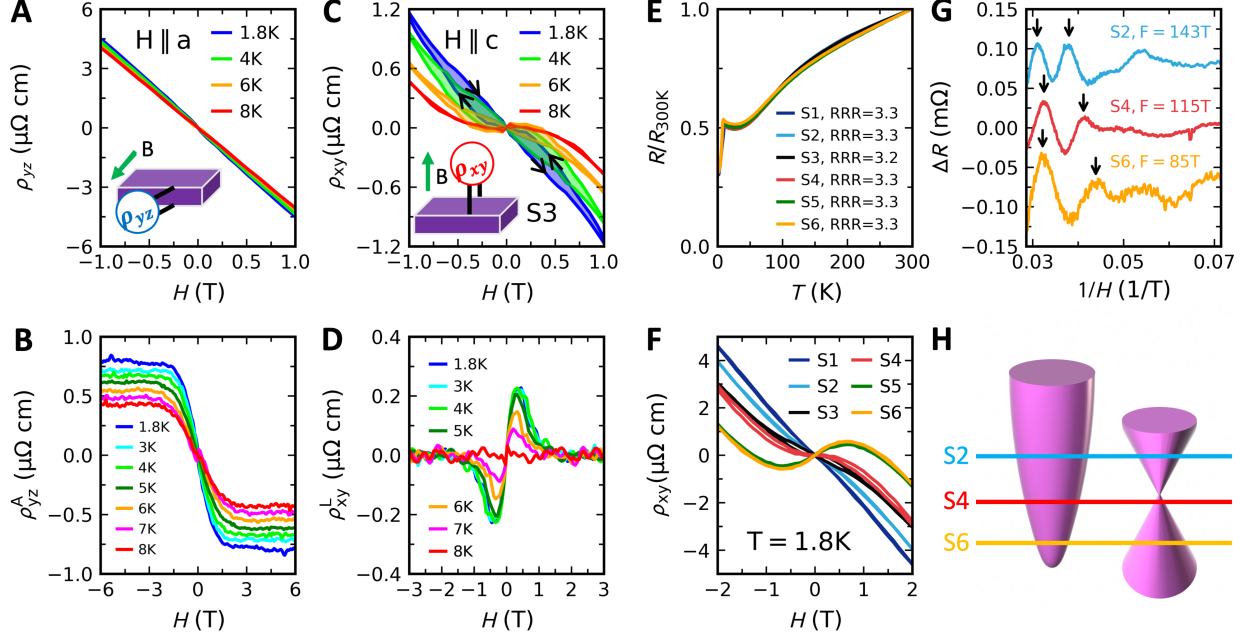 A
6
3
0
−3
−6
ρyz (μΩ cm)
H ∥ a
1.8K
4K
6K
8K
B
ρyz
−1.0 −0.5 0.0 0.5 1.0
H (T)
C
1.2
0.6
0.0
−0.6
−1.2
ρxy (μΩ cm)
H ∥ c
1.8K
4K
6K
8K
B
ρxy
S3
−1.0 −0.5 0.0 0.5 1.0
H (T)
E
1.0
0.5
0.0
R/R300K
S1, RRR=3.3
S2, RRR=3.3
S3, RRR=3.2
S4, RRR=3.3
S5, RRR=3.3
S6, RRR=3.3
0 100 200 300
T (K)
G
0.15
0.10
0.05
0.00
−0.05
−0.10
−0.15
ΔR (mΩ)
S2, F = 143T
S4, F = 115T
S6, F = 85T
0.03 0.04 0.05 0.06 0.07
1/H (1/T)
B
1.0
0.5
0.0
−0.5
−1.0
ρAyz (μΩ cm)
1.8K
3K
4K
5K
6K
7K
8K
−6 −3 0 3 6
H (T)
D
0.4
0.2
0.0
−0.2
−0.4
ρLxy (μΩ cm)
1.8K
3K
4K
5K
6K
7K
8K
−3 −2 −1 0 1 2 3
H (T)
F
4
2
0
−2
−4
ρxy(μΩ cm)
S1
S2
S3
S4
S5
S6
T = 1.8K
−2 −1 0 1 2
H (T)
H
S2
S4
S6